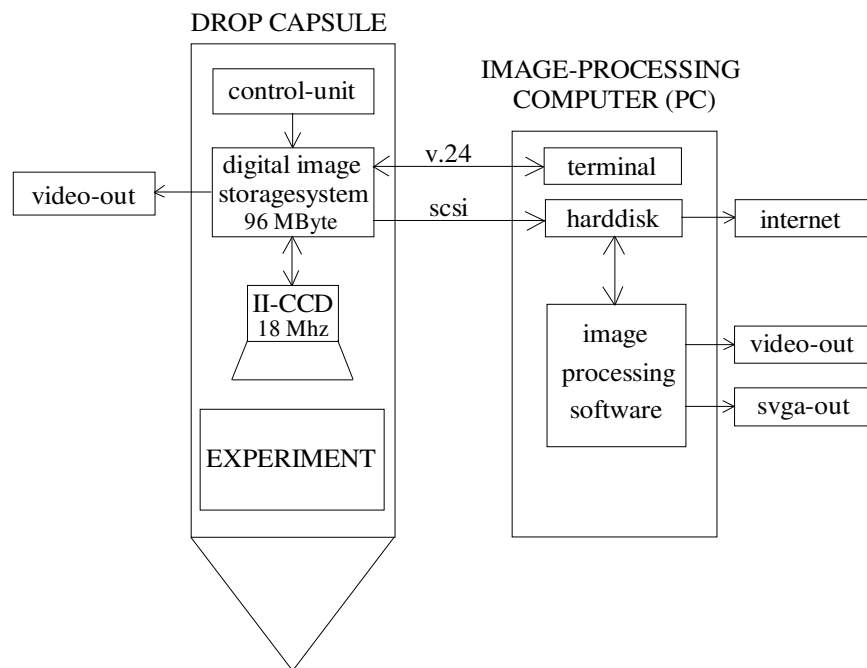 DROP CAPSULE
control-unit
digital image
storagesystem
96 MByte
video-out
II-CCD
18 Mhz
EXPERIMENT
v.24
scsi
IMAGE-PROCESSING
COMPUTER (PC)
terminal
harddisk
internet
image
processing
software
video-out
svga-out